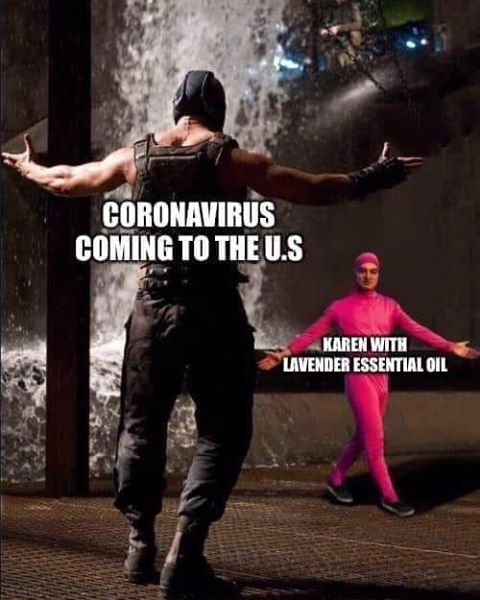 CORONAVIRUS
COMING TO THE U.S
KAREN WITH
LAVENDER ESSENTIAL OIL